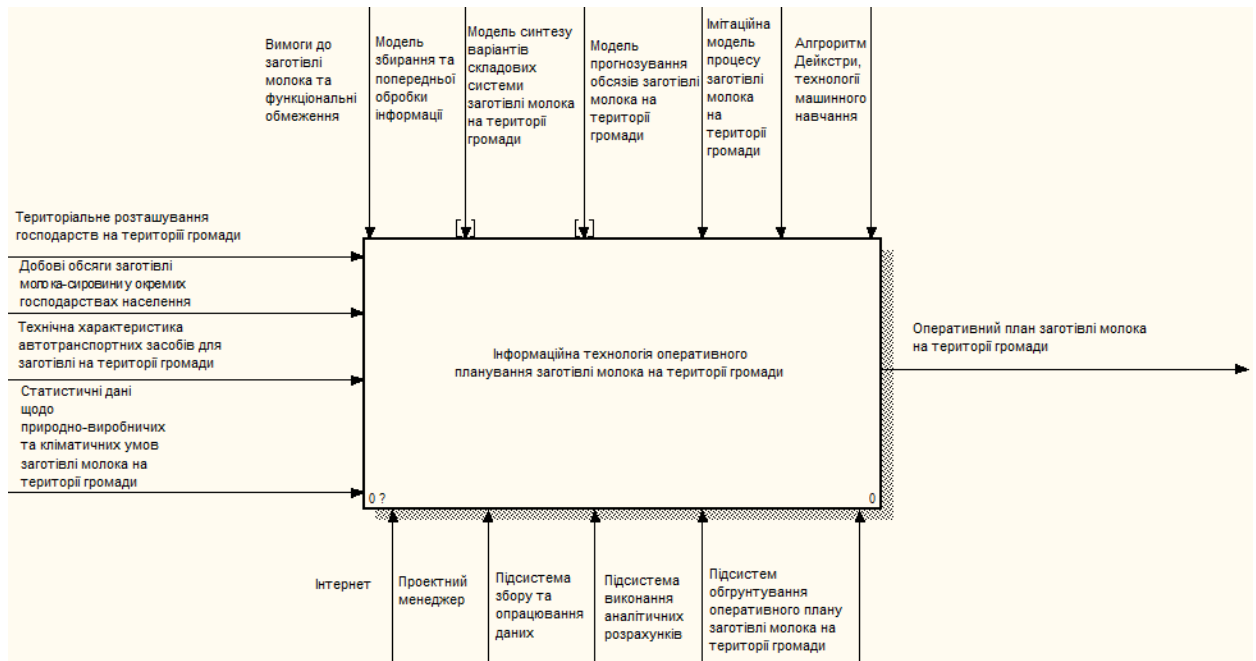 Вимоги до
заготівлі
молока та
функціональні
обмеження
Модель
збирання та
попередньої
обробки
інформації
Модель синтезу
варіантів
складових
системи
заготівлі молока
на території
громади
Модель
прогнозування
обсязів заготівлі
молока на
території
громади
Імітаційна
модель
процесу
заготівлі
молока
на
території
громади
Алгроритм
Дейкстри,
технології
машинного
навчання
Територіальне розташування
господарств на територіії громади
Добові обсяги заготівлі
молока-сировини у окремих
господарствах населення
Технічна характеристика
автотранспортних засобів для
заготівлі на території громади
Статистичні дані
щодо
природно-виробничих
та кліматичних умов
заготівлі молока на
території громади
Інформаційна технологія оперативного
планування заготівлі молока на території громади
0 ?
0
Оперативний план заготівлі молока
на території громади
Інтернет
Проектний
менеджер
Підсистема
збору та
опрацювання
даних
Підсистема
виконання
аналітичних
розрахунків
Підсистем
обгрунтування
оперативного плану
заготівлі молока на
території громади